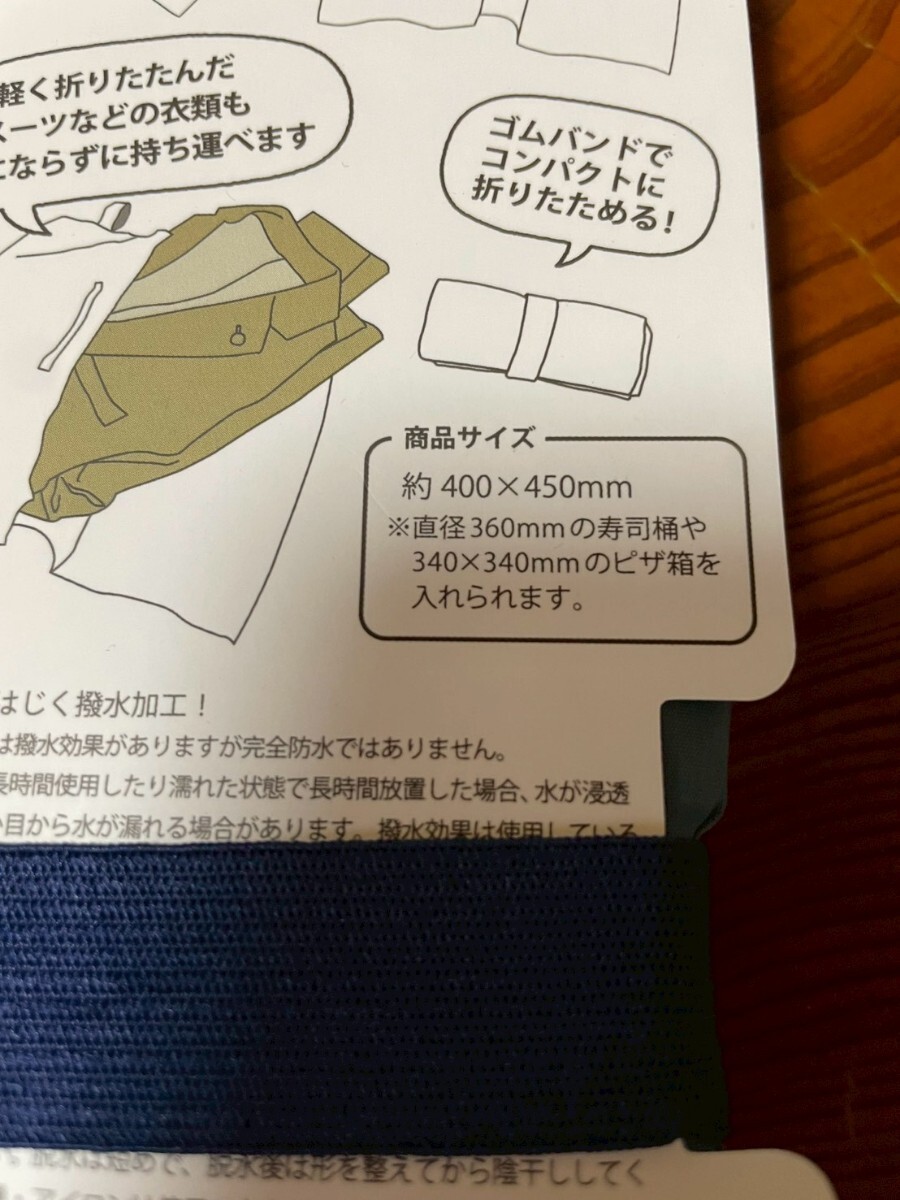 軽く折りたたんだ
スーツなどの衣類も
にならずに持ち運べます
ゴムバンドで
コンパクトに
折りたためる!
商品サイズ
約 400×450mm
※直径360mmの寿司桶や
340×340mmのピザ箱を
入れられます。
はじく撥水加工！
は撥水効果がありますが完全防水ではありません。
長時間使用したり濡れた状態で長時間放置した場合、水が浸透
目から水が漏れる場合があります。撥水効果は使用している
脱水は短めで、脱水後は形を整えてから陰干ししてく